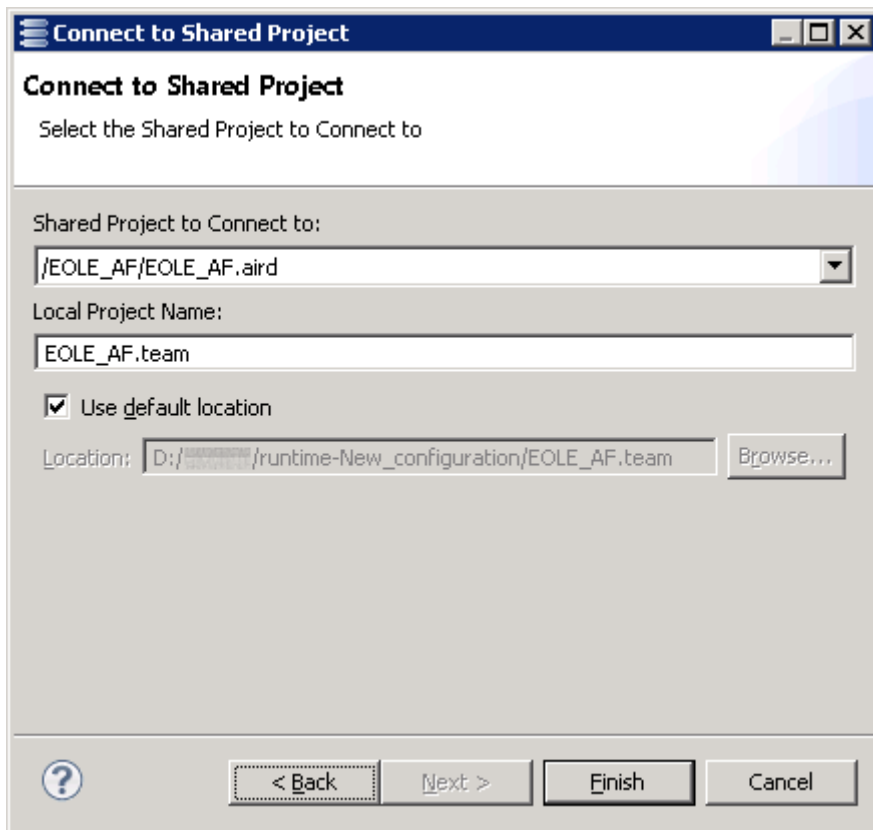 Connect to Shared Project
Connect to Shared Project
Select the Shared Project to Connect to
Shared Project to Connect to:
/EOLE_AF/EOLE_AF.aird
Local Project Name:
EOLE_AF.team
Use default location
Location: D:/ /runtime-New_configuration/EOLE_AF.team Browse...
? < Back Next > Finish Cancel